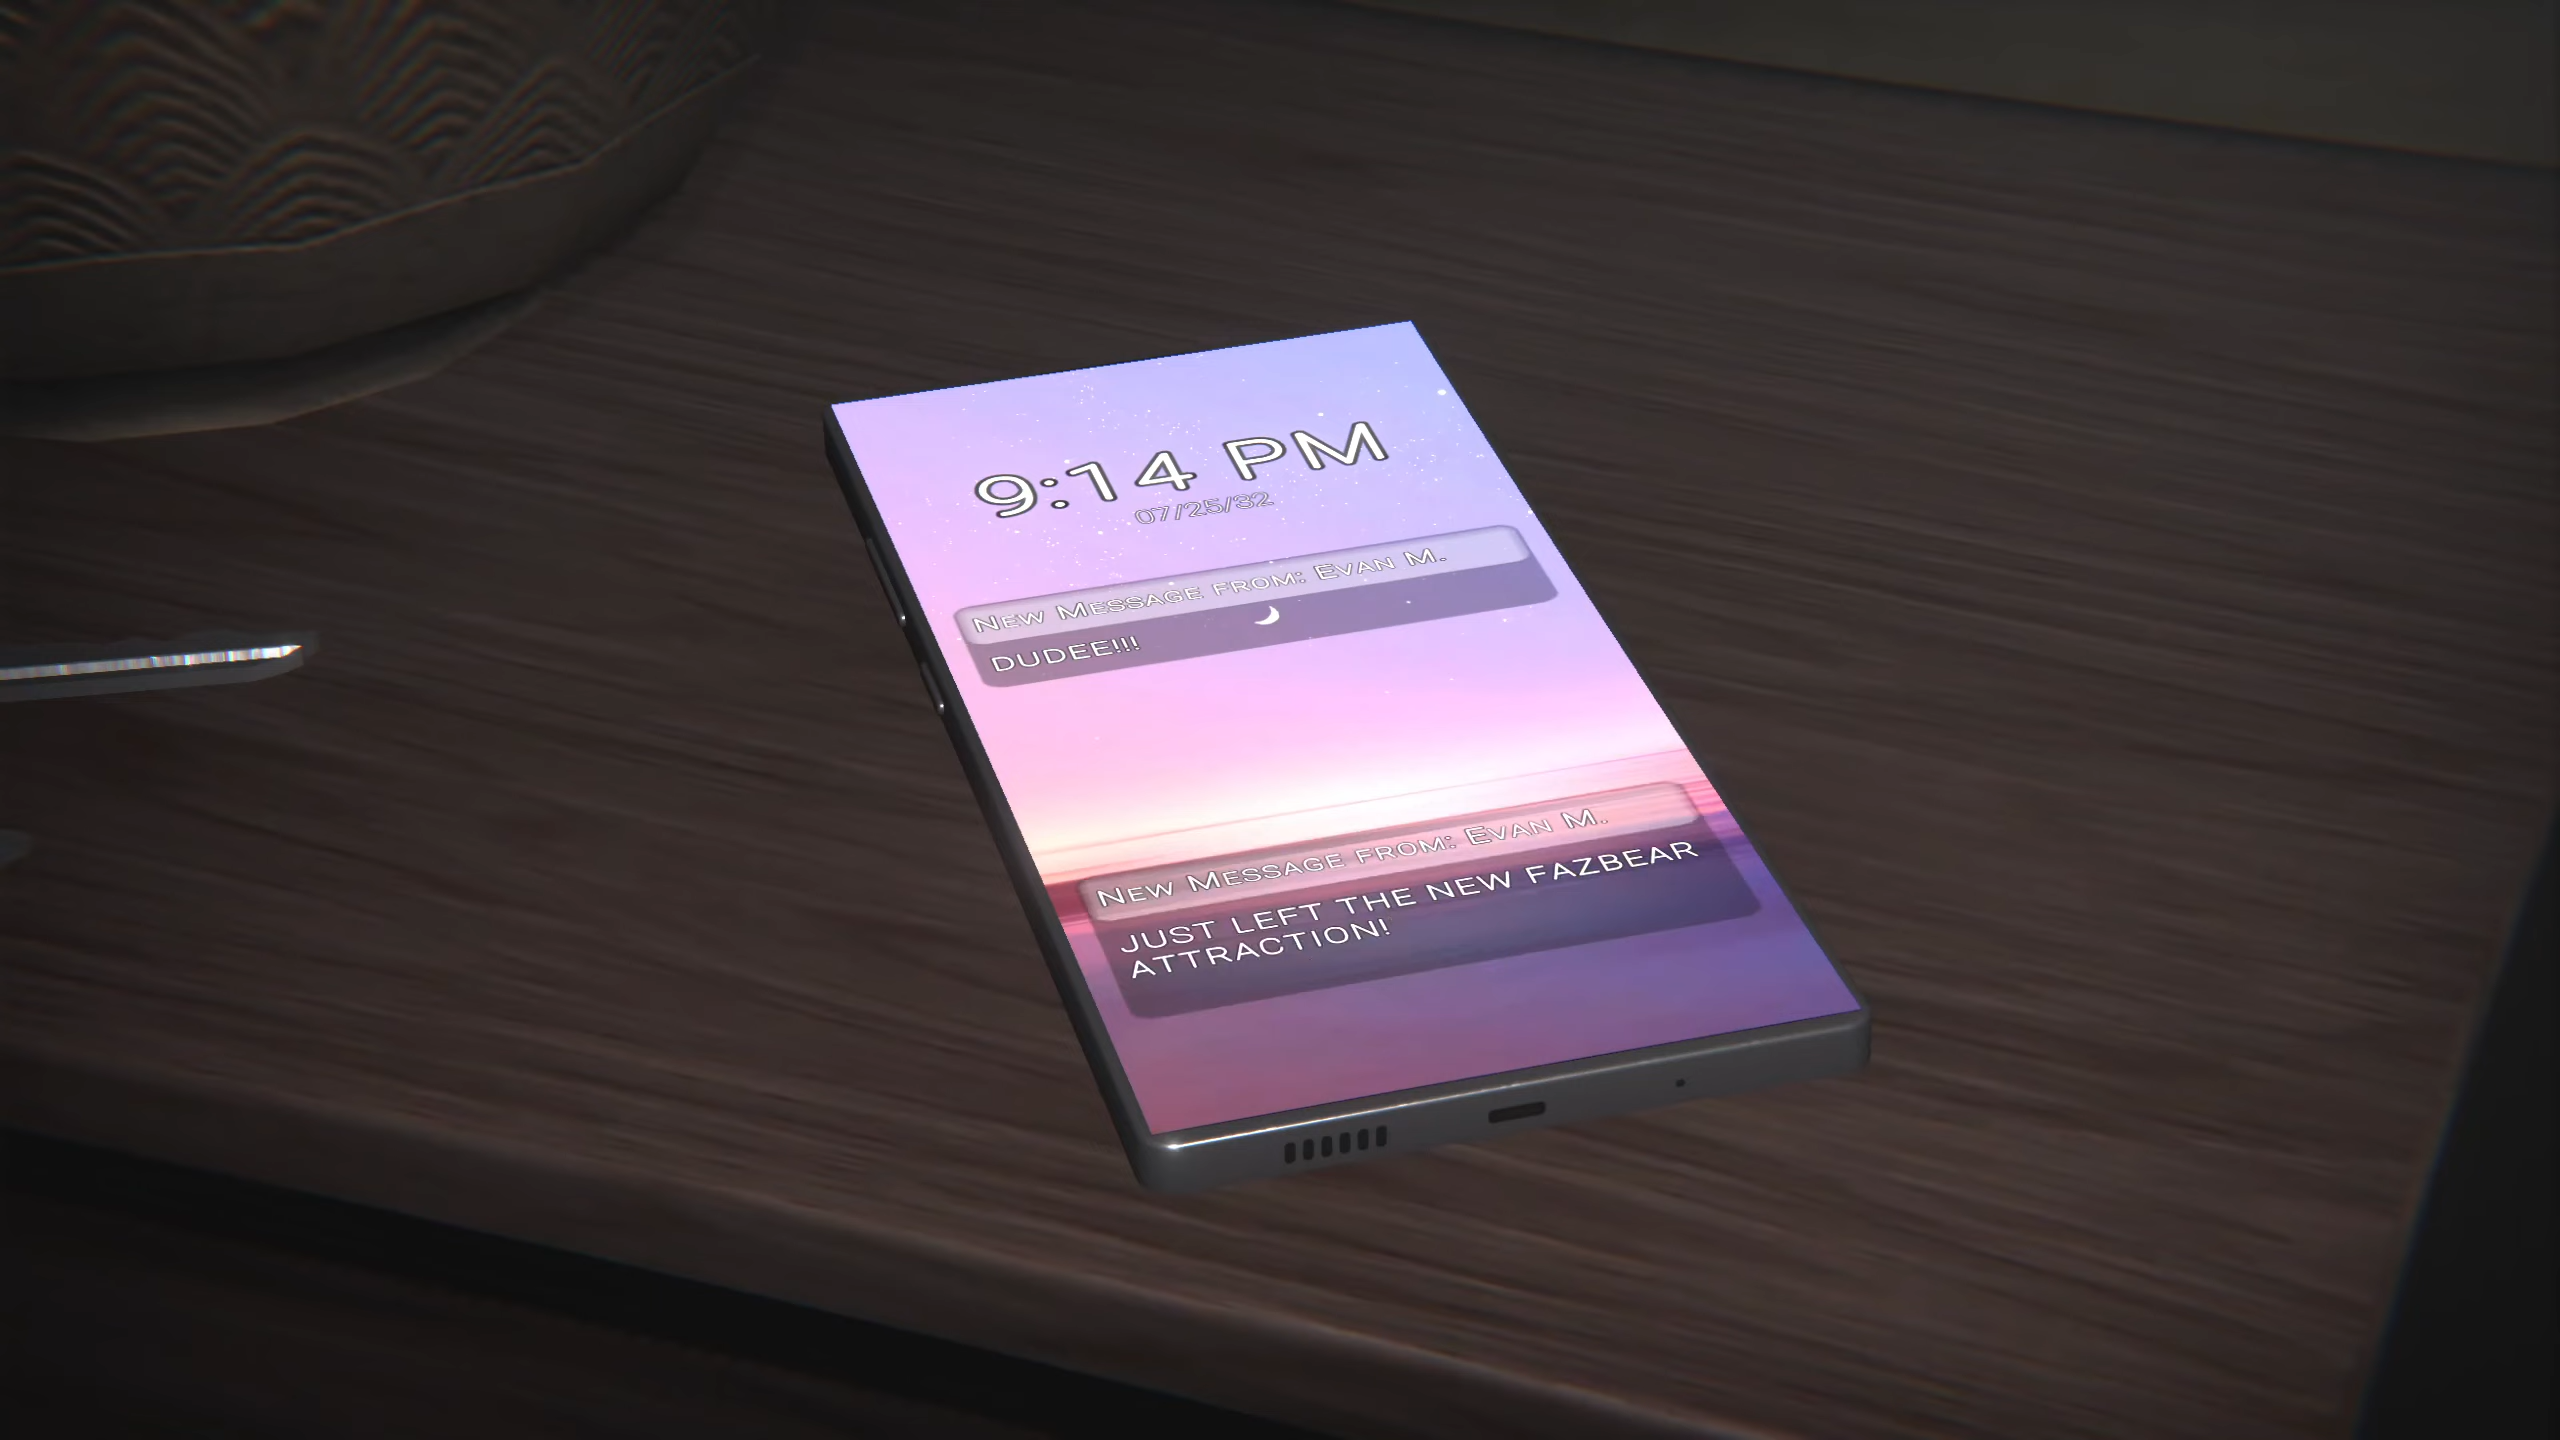 9:14 PM
07/25/32
New Message from: Evan M.
DUDEE!!!
New Message from: Evan M.
JUST LEFT THE NEW FAZBEAR
ATTRACTION!